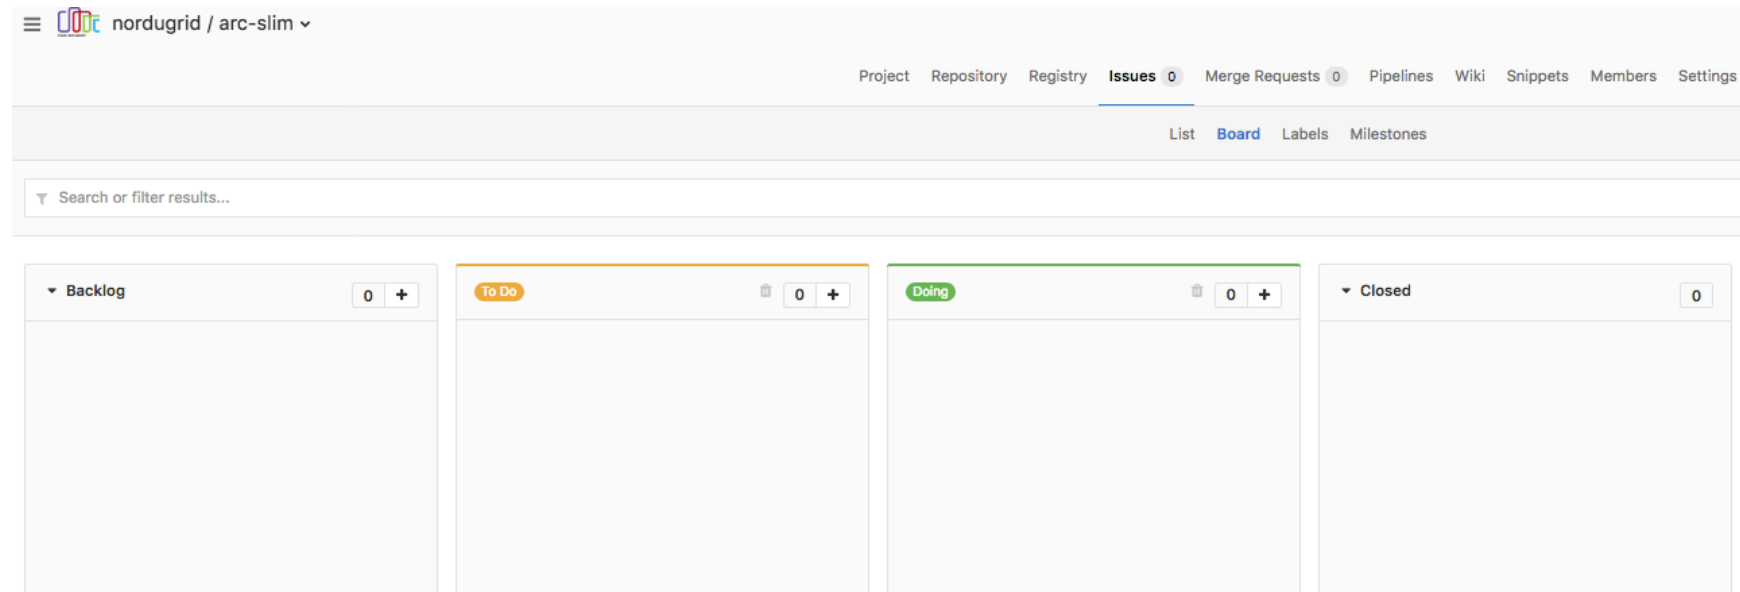 nordugrid / arc-slim
Project Repository Registry Issues 0 Merge Requests 0 Pipelines Wiki Snippets Members Settings
List Board Labels Milestones
Search or filter results...
Backlog 0 +
To Do 0 +
Doing 0 +
Closed 0